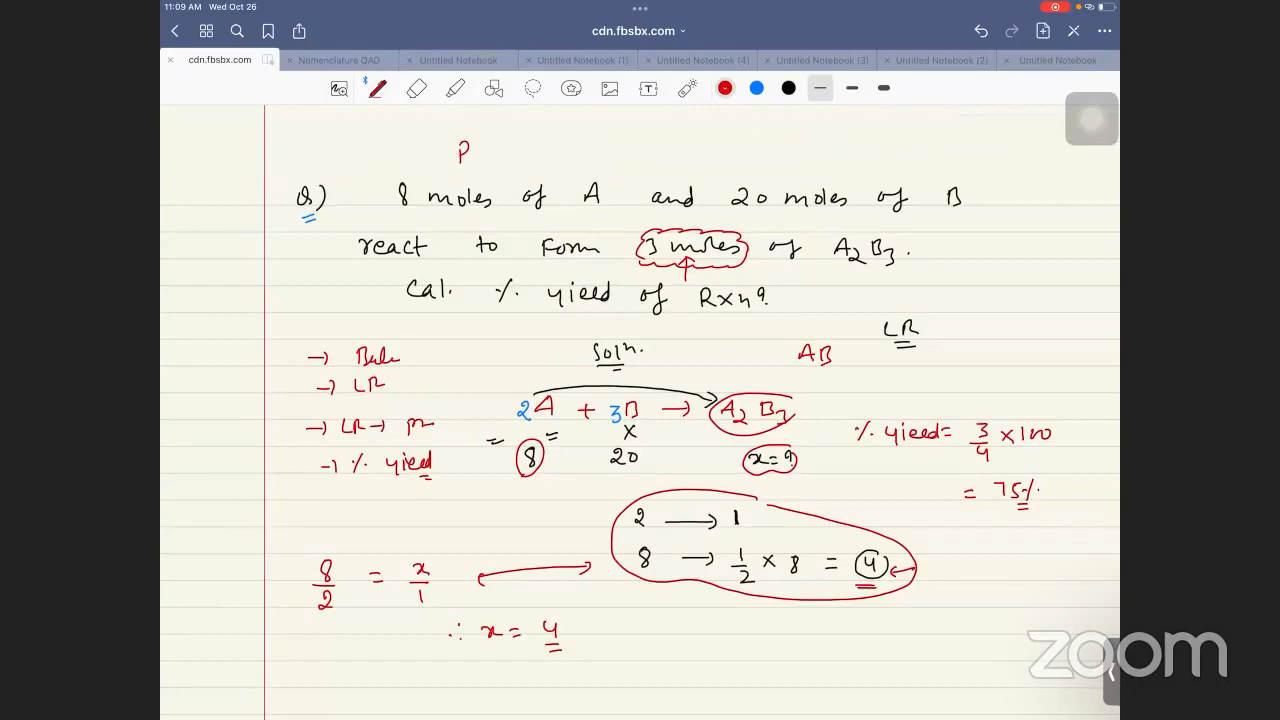 11:09 AM Wed Oct 26
cdn.fbsbx.com
cdn.fbsbx.com Nomenclature QAD Untitled Notebook Untitled Notebook (1) Untitled Notebook (4) Untitled Notebook (3) Untitled Notebook (2) Untitled Notebook
P
Q) 8 moles of A and 20 moles of B
react to form 3 moles of A2B3.
Cal. % yield of Rxn?
LR
→ Bale
→ LR
→ LR → Pr
→ % yield
Soln.
AB
2A + 3B → A2B3
8 20 x=?
% yield = 3/4 × 100
= 75%
2 → 1
8 → 1/2 × 8 = 4
8/2 = x/1
∴ x = 4
zoom